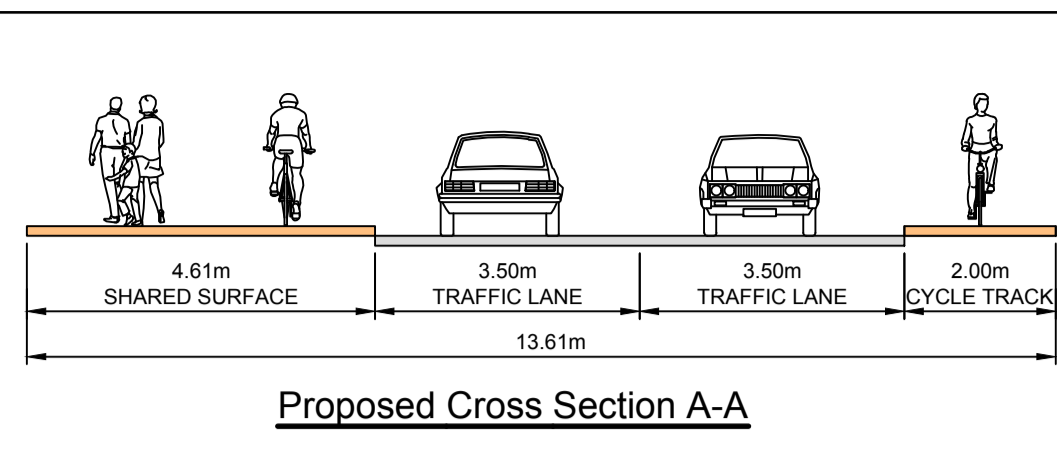 4.61m
SHARED SURFACE
3.50m
TRAFFIC LANE
3.50m
TRAFFIC LANE
2.00m
CYCLE TRACK
13.61m
Proposed Cross Section A-A